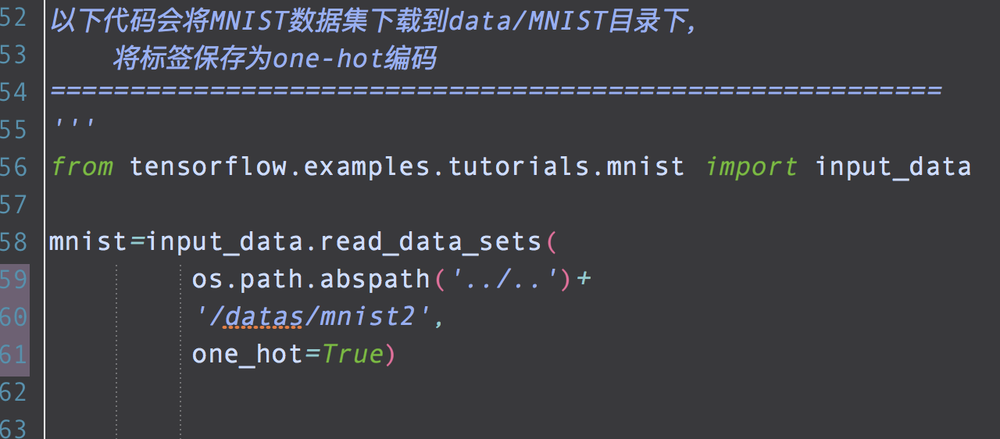 52 以下代码会将MNIST数据集下载到data/MNIST目录下,
53 将标签保存为one-hot编码
54 ========================================================
55 '''
56 from tensorflow.examples.tutorials.mnist import input_data
57
58 mnist=input_data.read_data_sets(
59 os.path.abspath('../..')+
60 '/datas/mnist2',
61 one_hot=True)
62
63